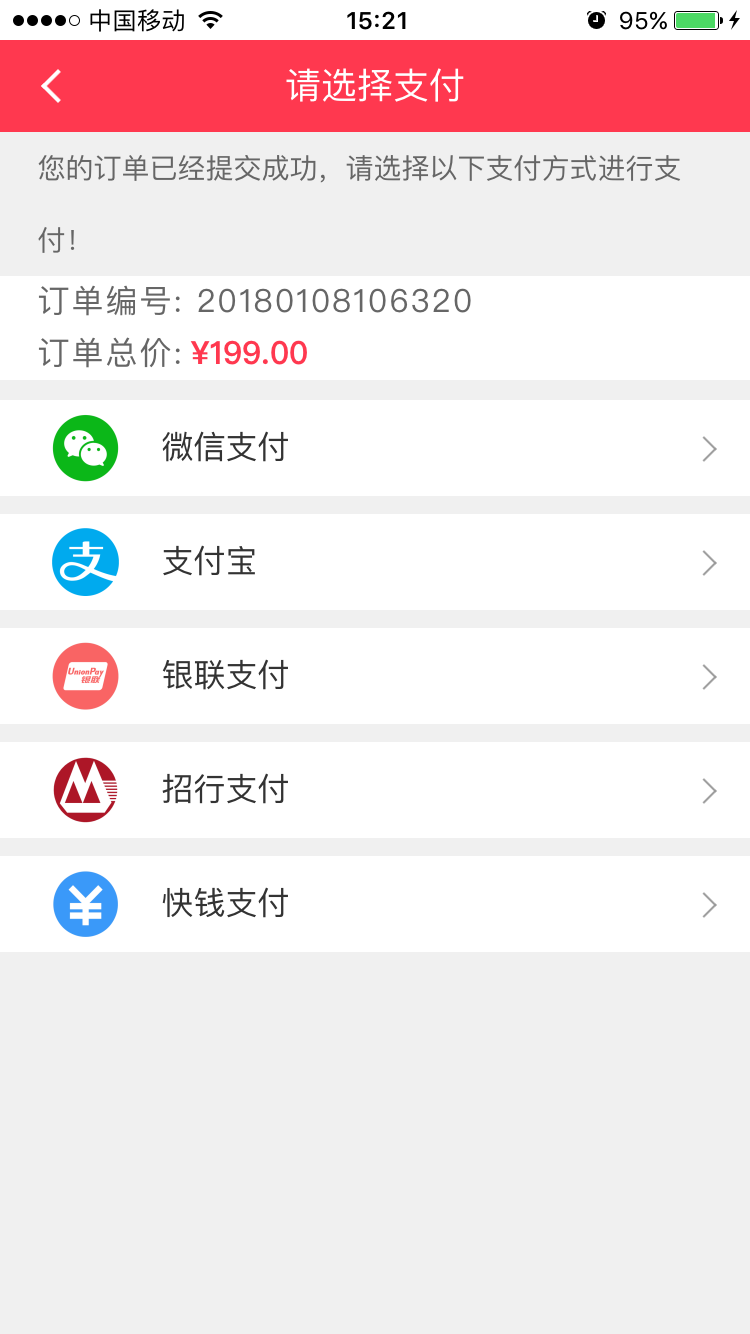 中国移动 15:21 95%
请选择支付
您的订单已经提交成功，请选择以下支付方式进行支
付！
订单编号: 20180108106320
订单总价: ¥199.00
微信支付
支 支付宝
UnionPay
银联
银联支付
招行支付
¥ 快钱支付